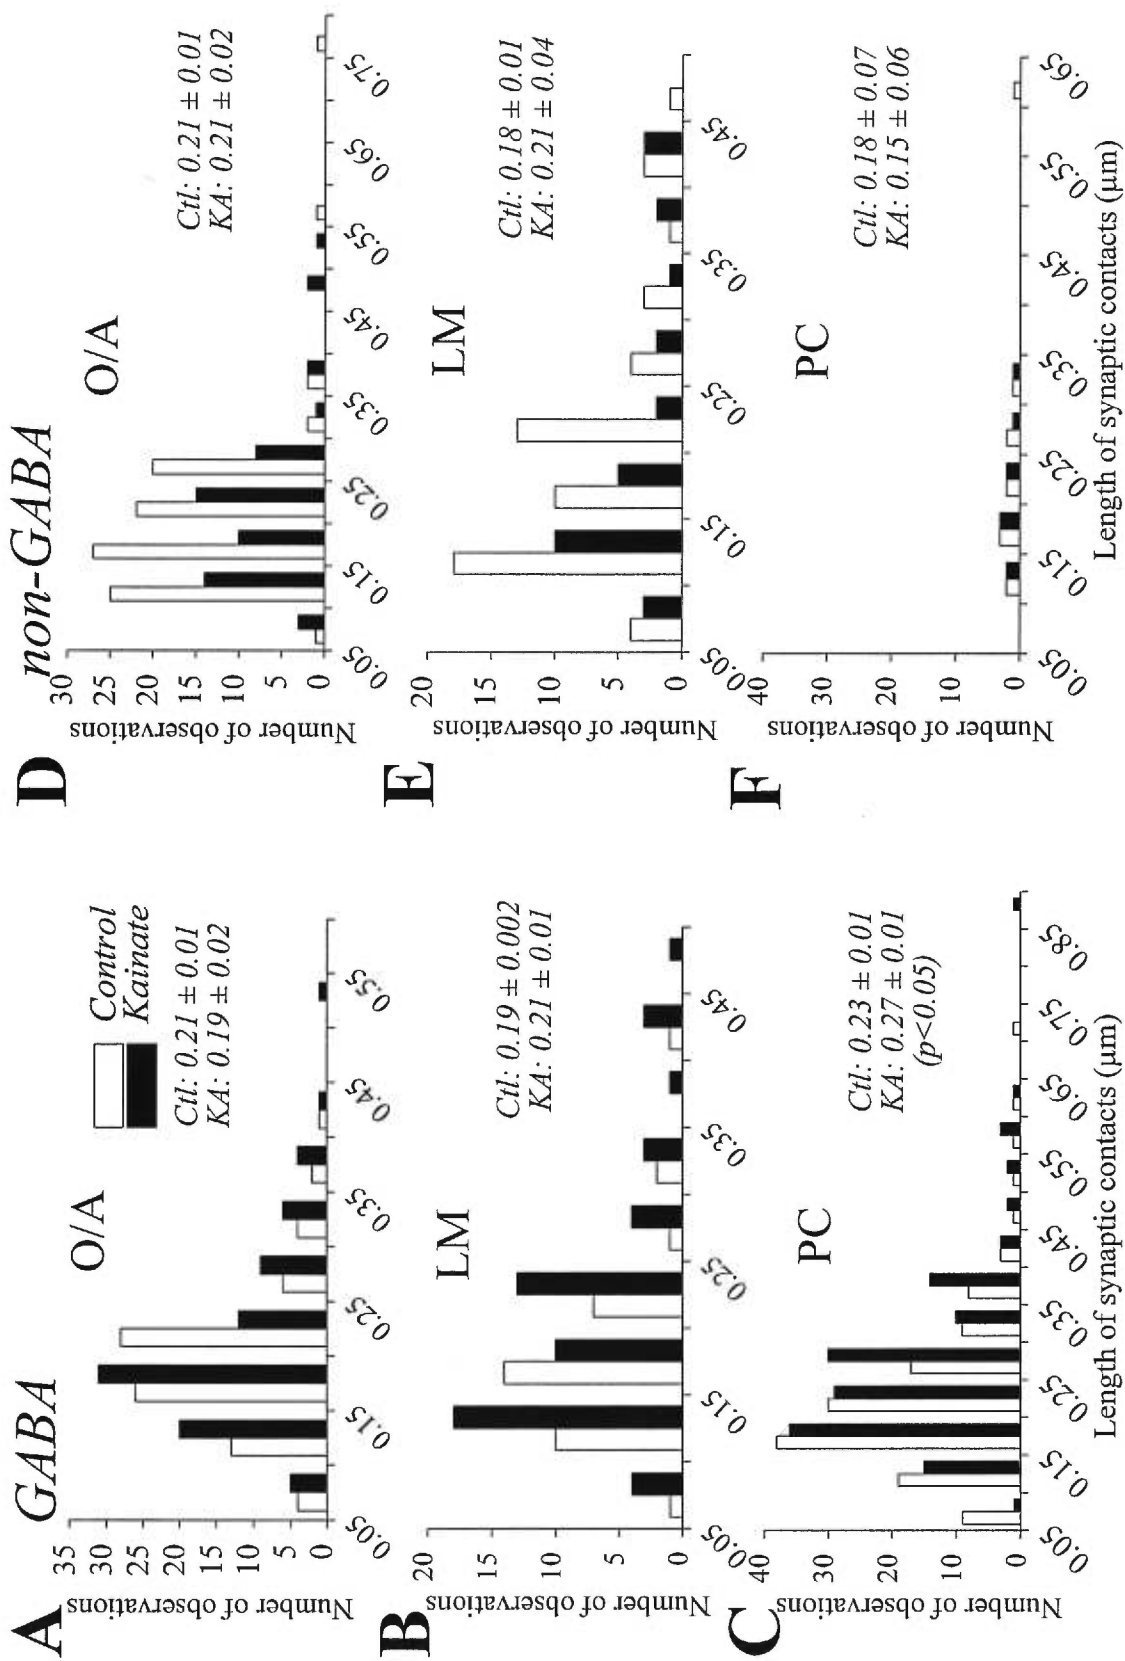 GABA
A
O/A
Control
Kainate
Ctl: 0.21 ± 0.01
KA: 0.19 ± 0.02
Number of observations
35
30
25
20
15
10
5
0
0.05
0.15
0.25
0.35
0.45
0.55
B
LM
Ctl: 0.19 ± 0.002
KA: 0.21 ± 0.01
Number of observations
20
15
10
5
0
0.05
0.15
0.25
0.35
0.45
C
PC
Ctl: 0.23 ± 0.01
KA: 0.27 ± 0.01
(p<0.05)
Number of observations
40
30
20
10
0
0.05
0.15
0.25
0.35
0.45
0.55
0.65
0.75
0.85
Length of synaptic contacts (μm)
non-GABA
D
O/A
Ctl: 0.21 ± 0.01
KA: 0.21 ± 0.02
Number of observations
30
25
20
15
10
5
0
0.05
0.15
0.25
0.35
0.45
0.55
0.65
0.75
E
LM
Ctl: 0.18 ± 0.01
KA: 0.21 ± 0.04
Number of observations
20
15
10
5
0
0.05
0.15
0.25
0.35
0.45
F
PC
Ctl: 0.18 ± 0.07
KA: 0.15 ± 0.06
Number of observations
40
30
20
10
0
0.05
0.15
0.25
0.35
0.45
0.55
0.65
Length of synaptic contacts (μm)